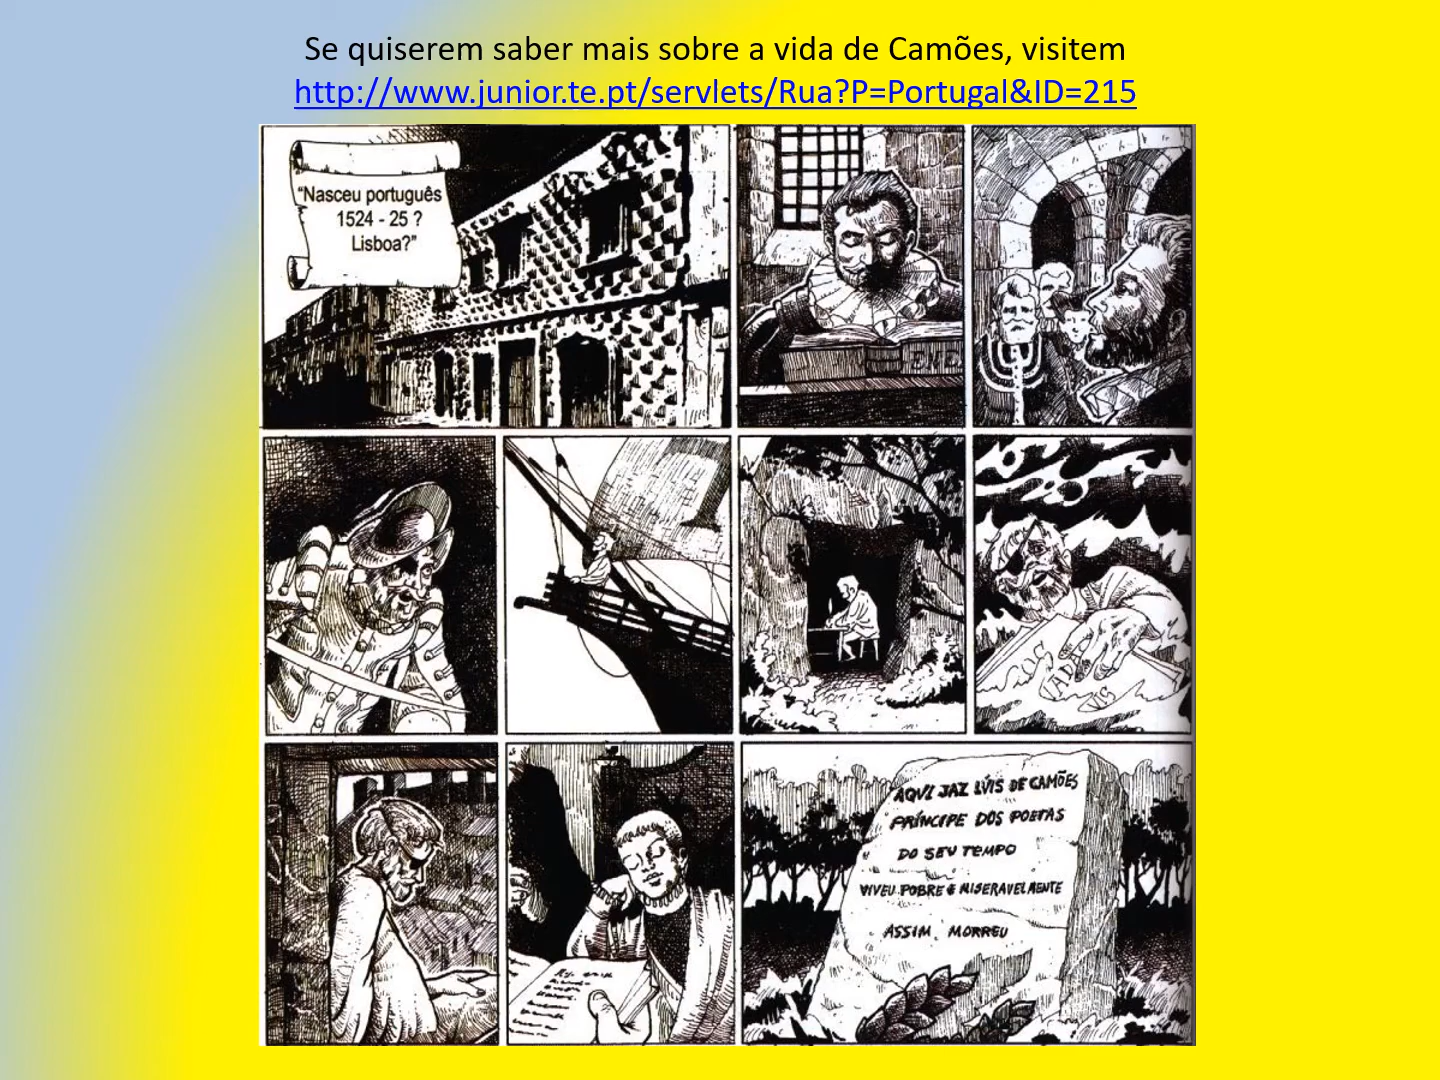 Se quiserem saber mais sobre a vida de Camões, visitem
http://www.junior.te.pt/servlets/Rua?P=Portugal&ID=215
“Nasceu português
1524 - 25 ?
Lisboa?”
AQUI JAZ LÚIS DE CAMÕES
PRÍNCIPE DOS POETAS
DO SEU TEMPO
VIVEU POBRE E MISERAVELMENTE
ASSIM, MORREU